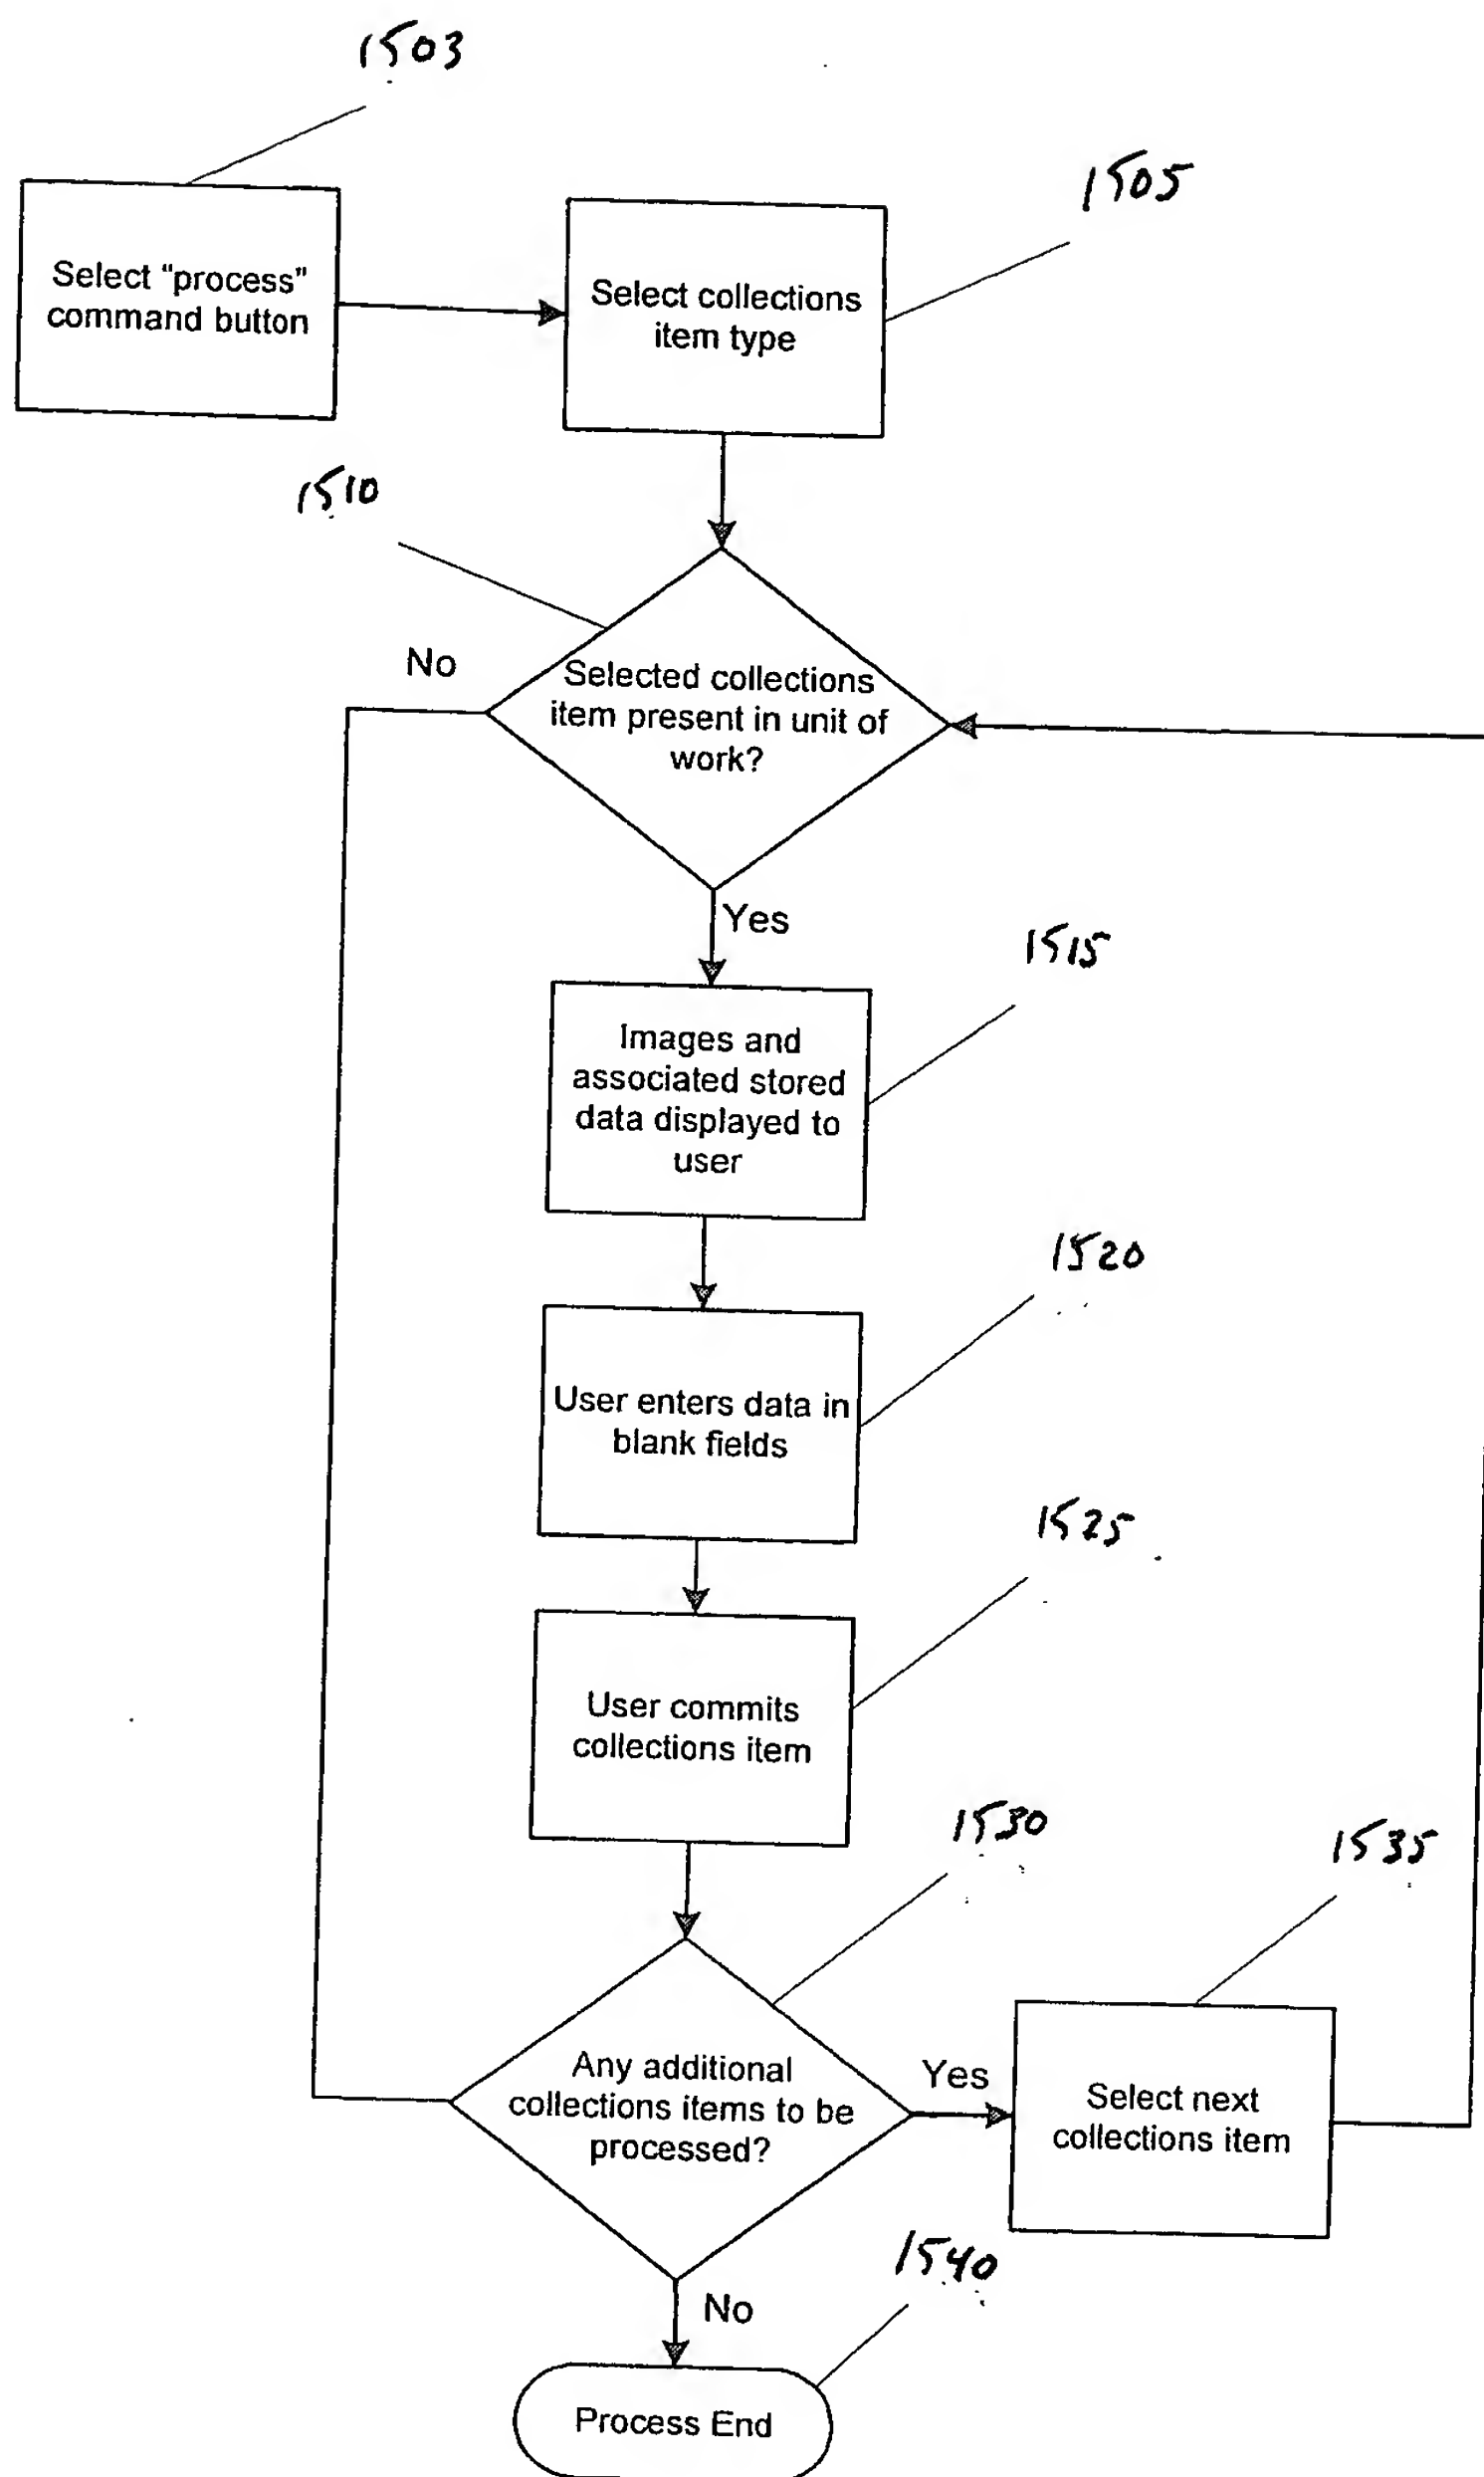 1503
1505
Select “process”
command button
Select collections
item type
1510
No
Selected collections
item present in unit of
work?
Yes
1515
Images and
associated stored
data displayed to
user
1520
User enters data in
blank fields
1525
User commits
collections item
1530
1535
Any additional
collections items to be
processed?
Yes
Select next
collections item
1540
No
Process End